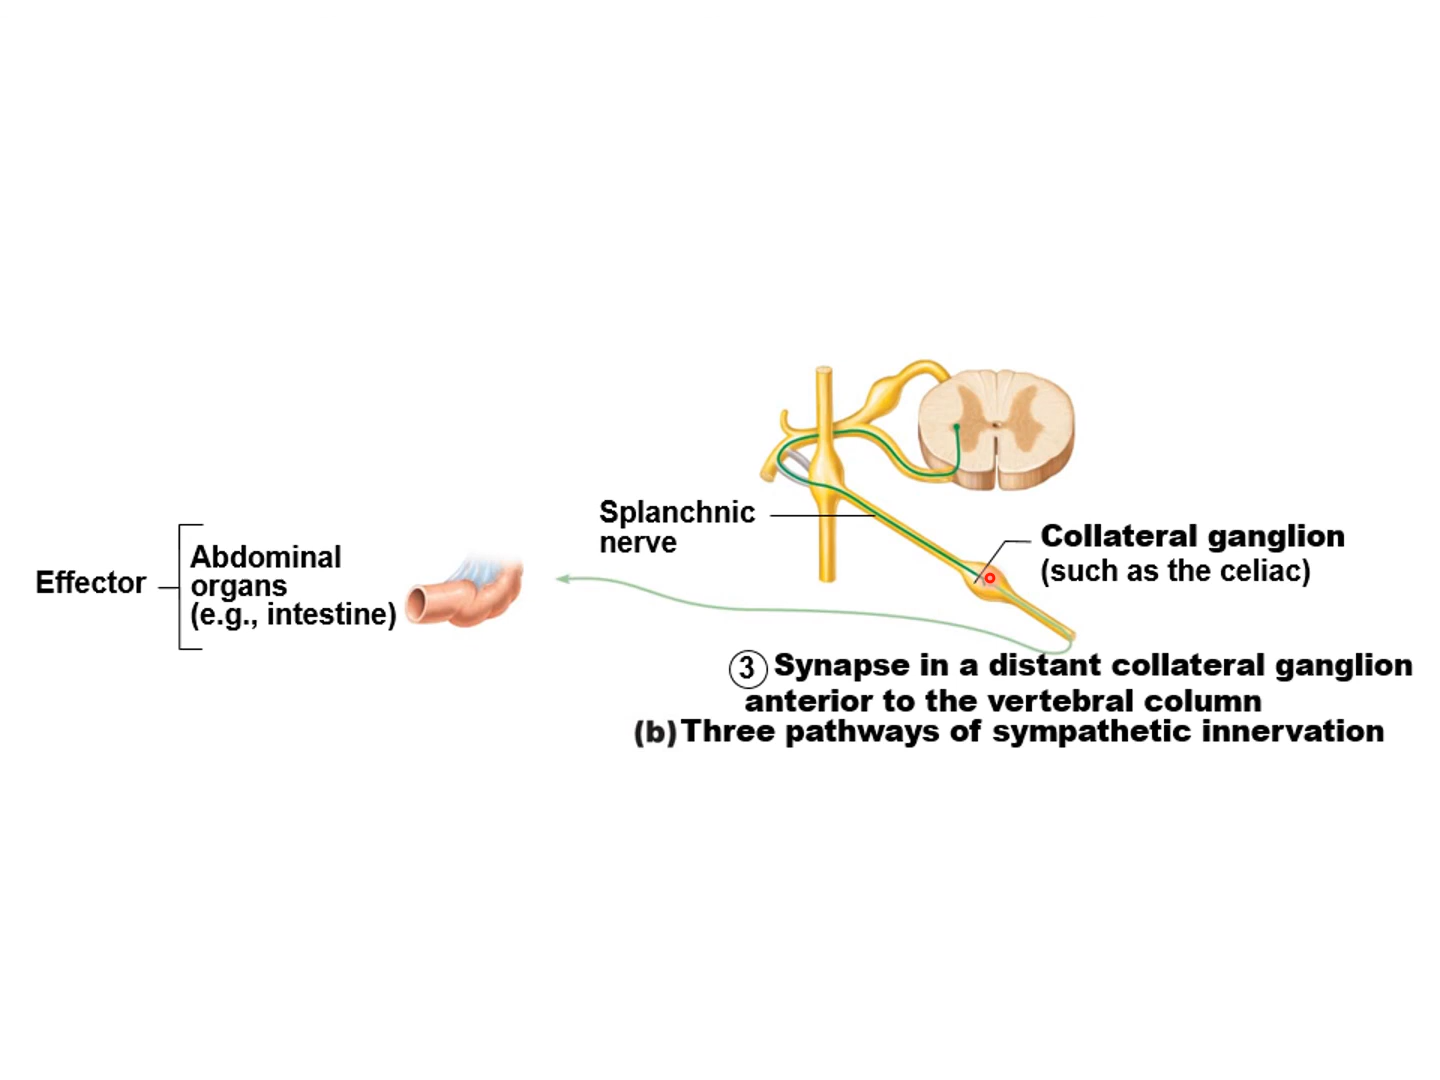 Splanchnic
nerve
Collateral ganglion
(such as the celiac)
Effector
Abdominal
organs
(e.g., intestine)
3 Synapse in a distant collateral ganglion
anterior to the vertebral column
(b) Three pathways of sympathetic innervation